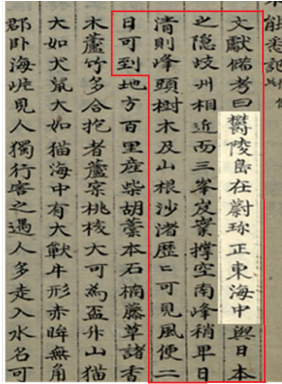 文獻備考曰鬱陵島在蔚珍正東海中與日本
之隱岐州相近而三峯岌嶪撐空南峰稍卑日
清則峰頭樹木及山根沙渚歷〻可見風便二
日可到地方百里產柴胡藁本石楠藤草諸香
木蘆竹多合抱者蘆實桃核大可爲盃升山猫
大如犬鼠大如猫海中有大獸牛形赤眸無角
郡臥海岸見人獨行害之遇人多走入水名可